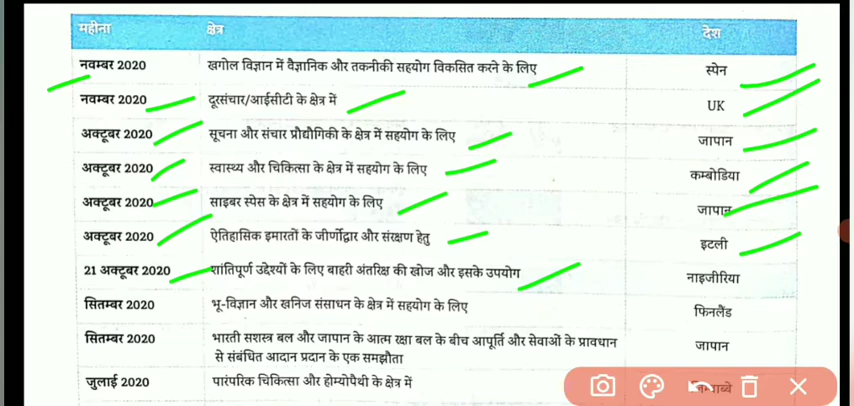 महीना क्षेत्र देश
नवम्बर 2020 खगोल विज्ञान में वैज्ञानिक और तकनीकी सहयोग विकसित करने के लिए स्पेन
नवम्बर 2020 दूरसंचार/आईसीटी के क्षेत्र में UK
अक्टूबर 2020 सूचना और संचार प्रौद्योगिकी के क्षेत्र में सहयोग के लिए जापान
अक्टूबर 2020 स्वास्थ्य और चिकित्सा के क्षेत्र में सहयोग के लिए कम्बोडिया
अक्टूबर 2020 साइबर स्पेस के क्षेत्र में सहयोग के लिए जापान
अक्टूबर 2020 ऐतिहासिक इमारतों के जीर्णोद्वार और संरक्षण हेतु इटली
21 अक्टूबर 2020 शांतिपूर्ण उद्देश्यों के लिए बाहरी अंतरिक्ष की खोज और इसके उपयोग नाइजीरिया
सितम्बर 2020 भू-विज्ञान और खनिज संसाधन के क्षेत्र में सहयोग के लिए फिनलैंड
सितम्बर 2020 भारती सशस्त्र बल और जापान के आत्म रक्षा बल के बीच आपूर्ति और सेवाओं के प्रावधान जापान
से संबंधित आदान प्रदान के एक समझौता
जुलाई 2020 पारंपरिक चिकित्सा और होम्योपैथी के क्षेत्र में